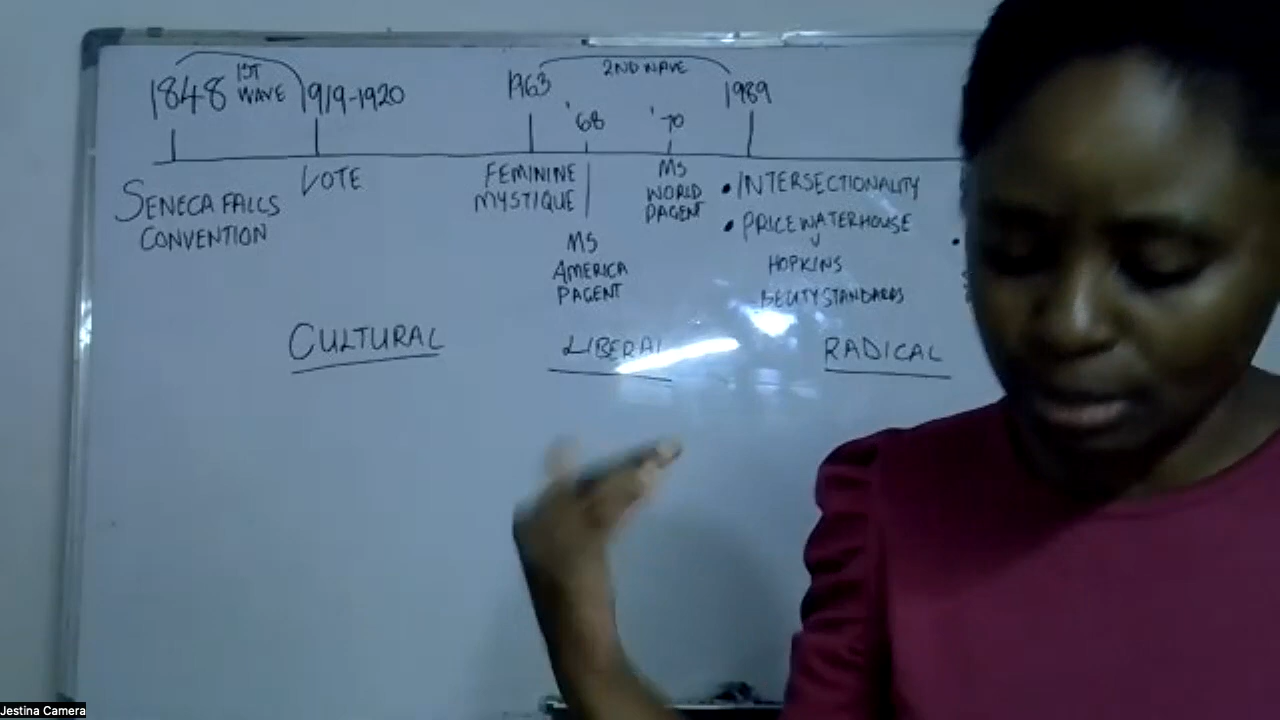 1848
1ST
WAVE
1919-1920
1963
2ND WAVE
'68
'70
1989
SENECA FALLS
CONVENTION
VOTE
FEMININE
MYSTIQUE
MS
AMERICA
PAGENT
MS
WORLD
PAGENT
• INTERSECTIONALITY
• PRICEWATERHOUSE
V
HOPKINS
BEUTY STANDARDS
CULTURAL
LIBERAL
RADICAL
Jestina Camera